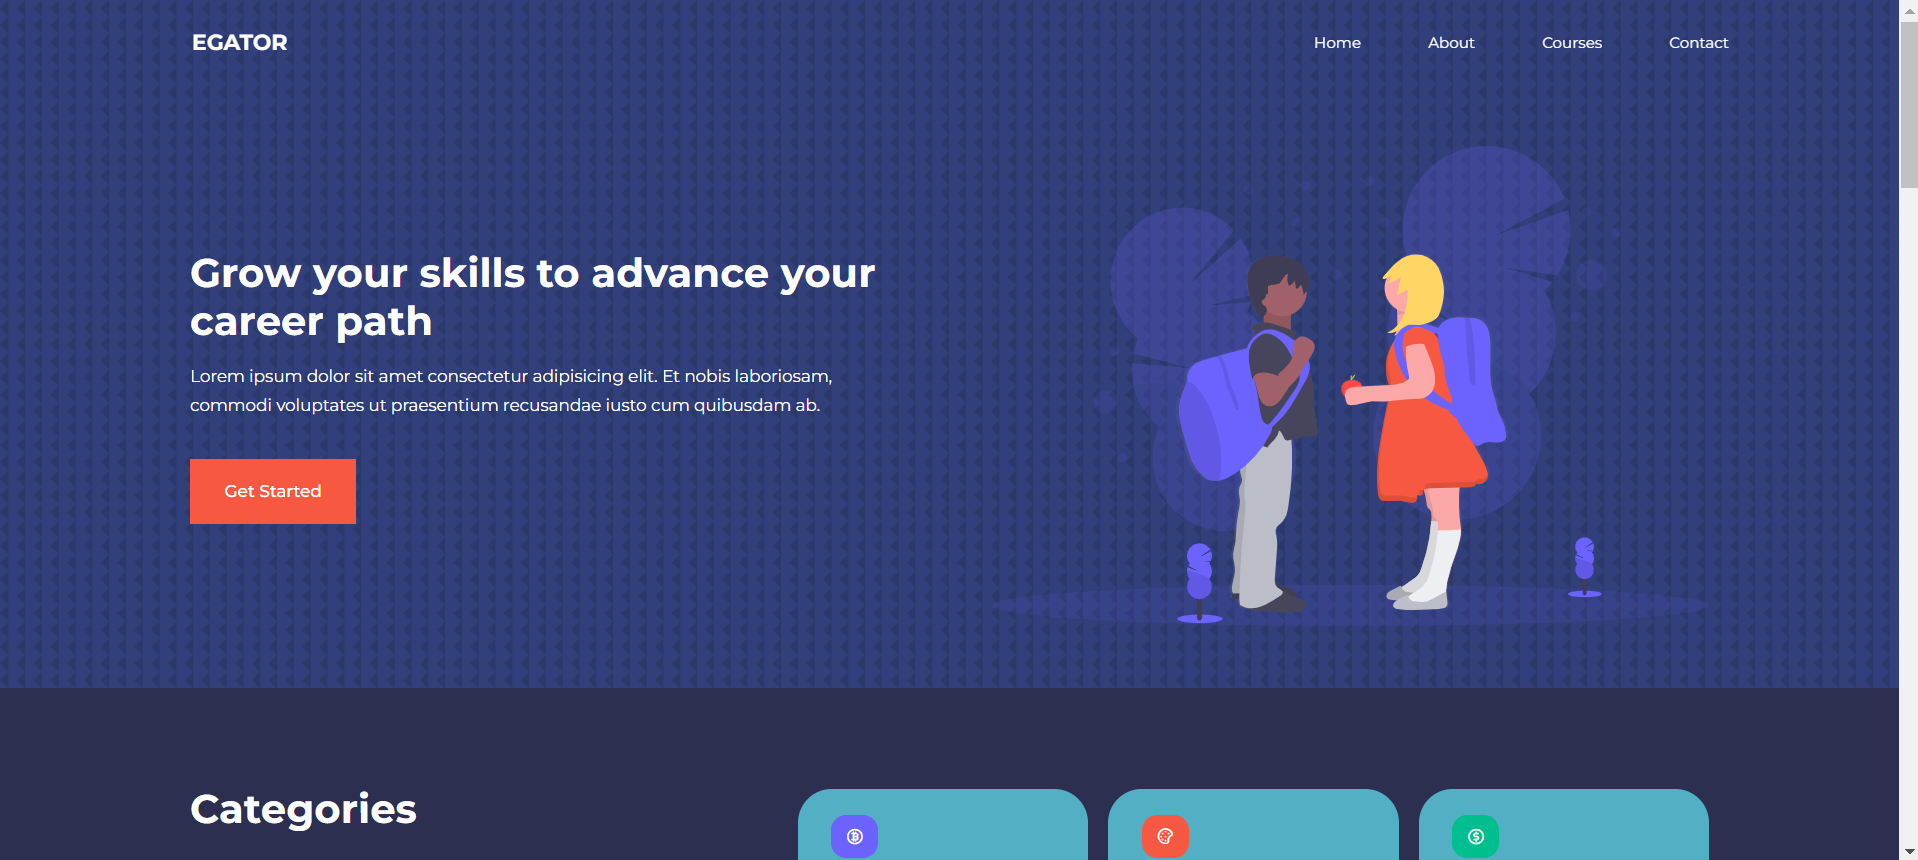 EGATOR
Home
About
Courses
Contact
Grow your skills to advance your
career path
Lorem ipsum dolor sit amet consectetur adipisicing elit. Et nobis laboriosam,
commodi voluptates ut praesentium recusandae iusto cum quibusdam ab.
Get Started
Categories